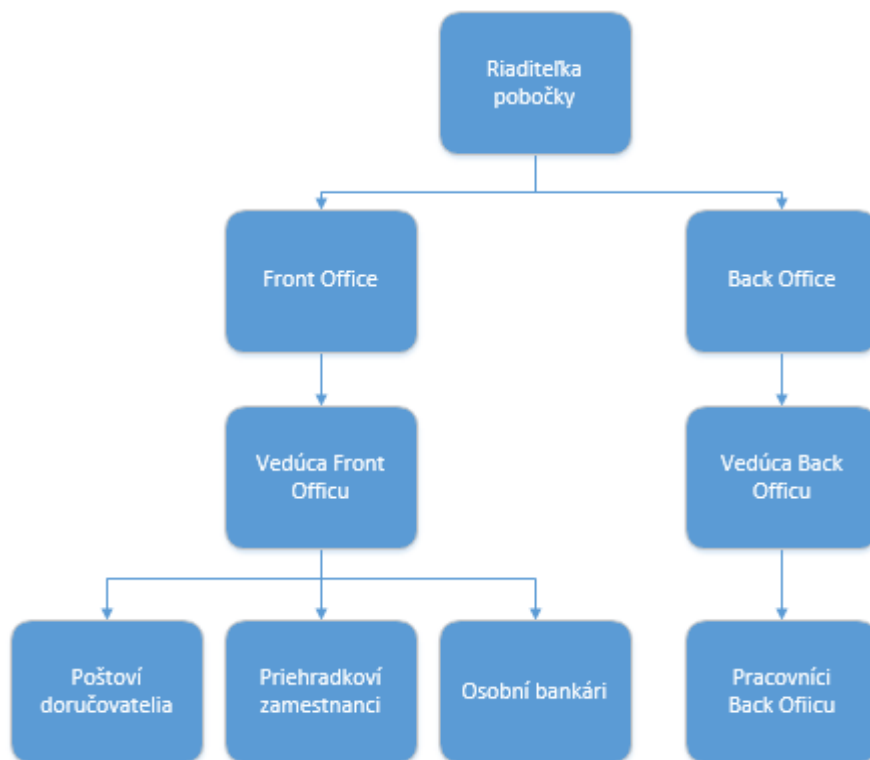 Riaditeľka
pobočky
Front Office
Back Office
Vedúca Front
Officu
Vedúca Back
Officu
Poštoví
doručovatelia
Priehradkoví
zamestnanci
Osobní bankári
Pracovníci
Back Ofiicu